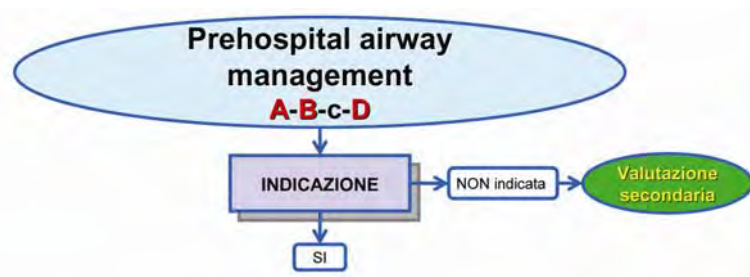 Prehospital airway
management
A-B-c-D
INDICAZIONE
NON indicata
Valutazione
secondaria
SI